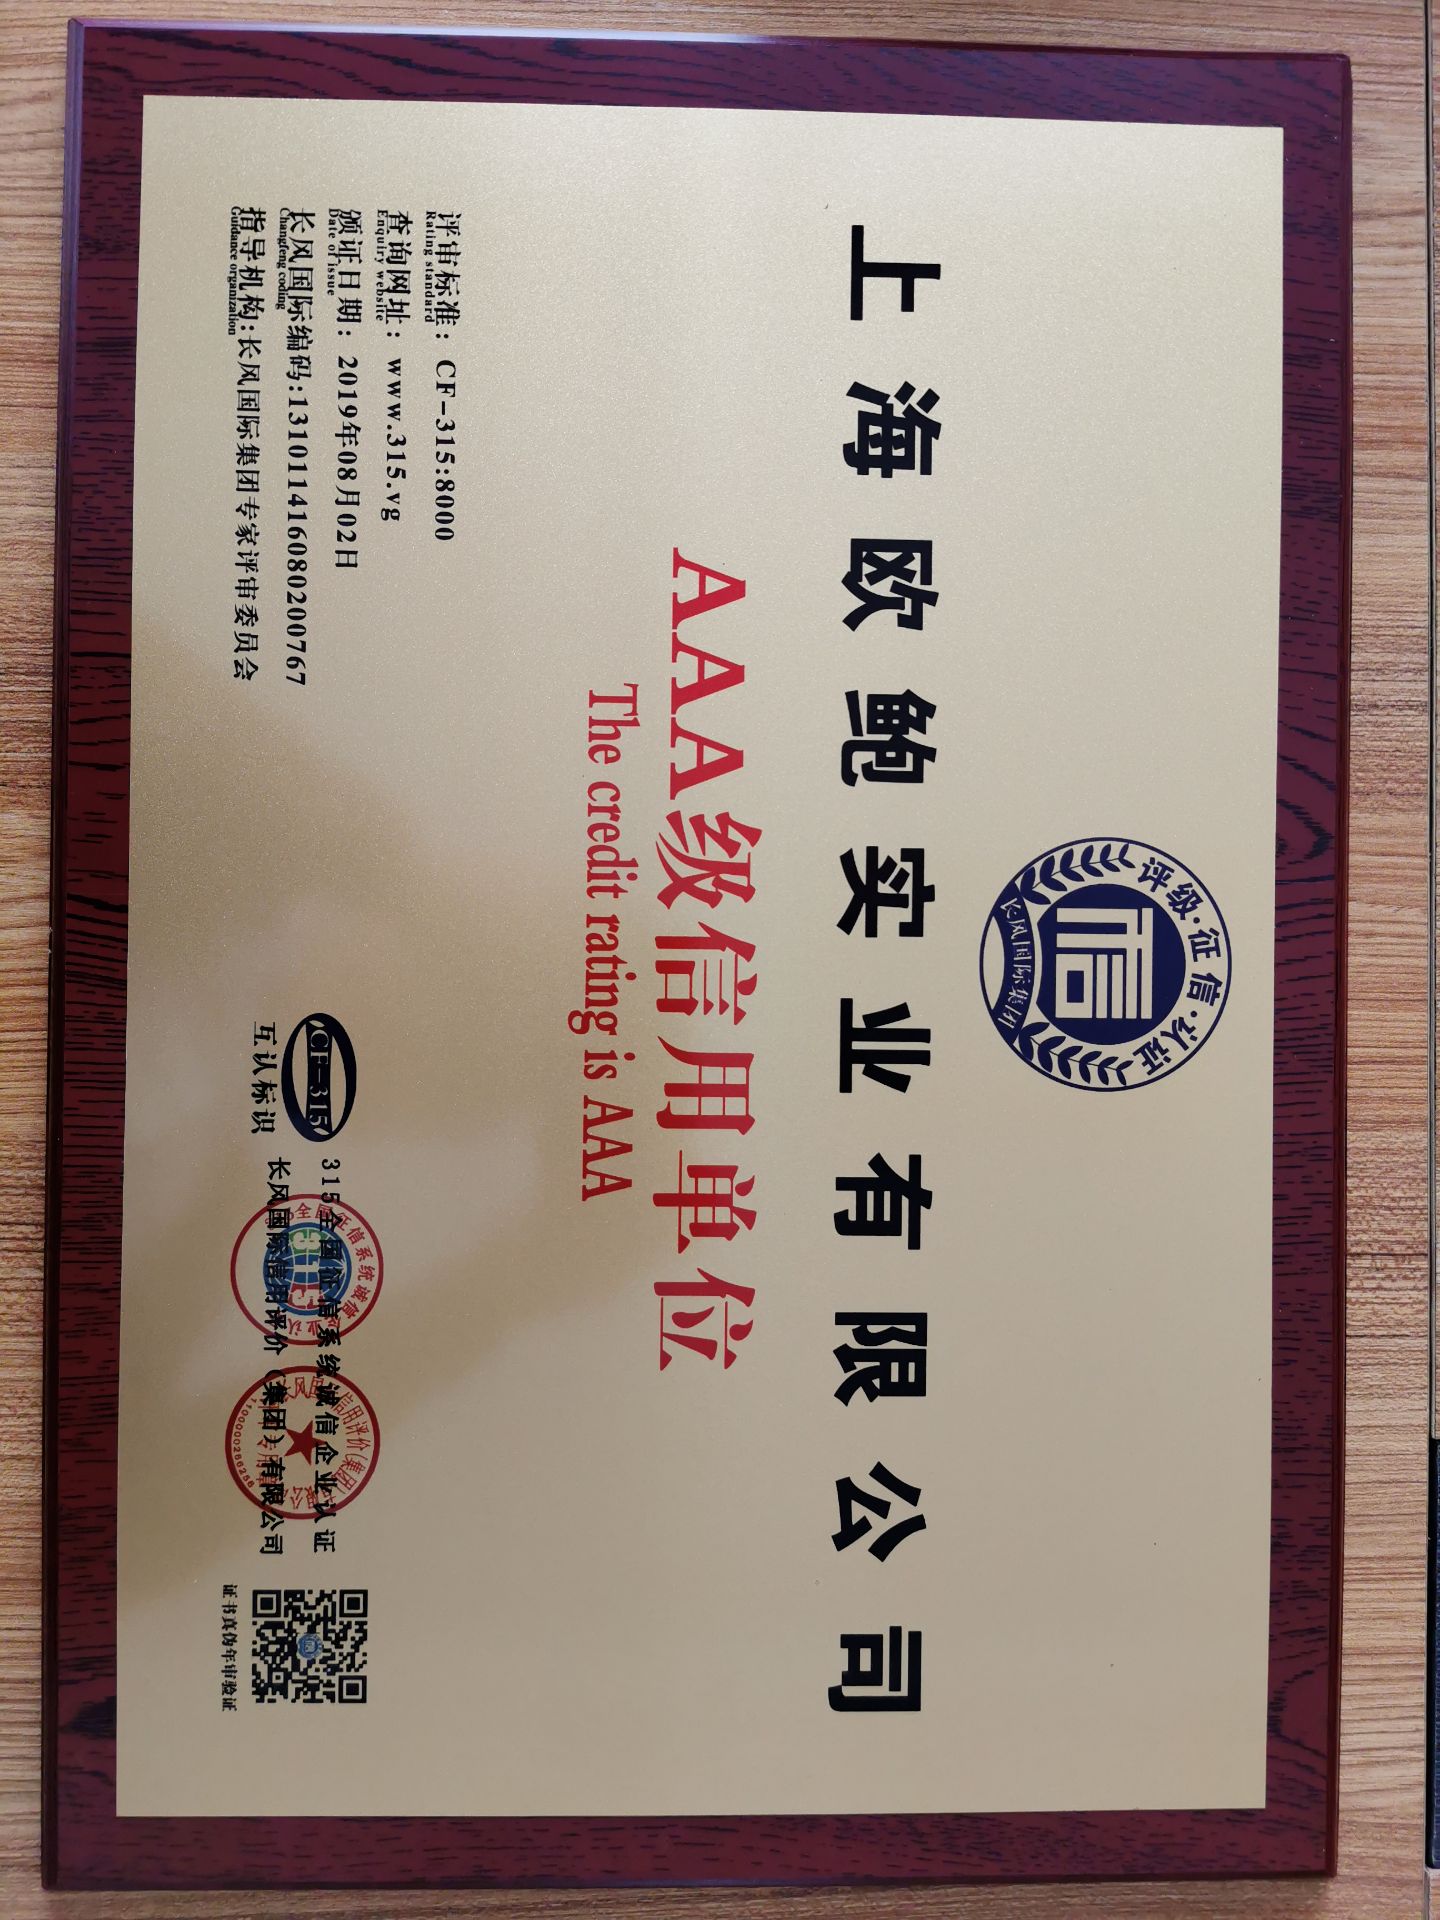 评级·征信·认证
信
长风国际集团
上海欧鲍实业有限公司
AAA级信用单位
The credit rating is AAA
评审标准：CF-315:8000
Rating standard
查询网址：www.315.vg
Enquiry website
颁证日期：2019年08月02日
Date of issue
长风国际编码:13101141608020​0767
Changfeng coding
指导机构:长风国际集团专家评审委员会
Guidance organization
CF-315
互认标识
315全国征信系统诚信企业认证
长风国际信用评价（集团）有限公司
证书真伪年审验证